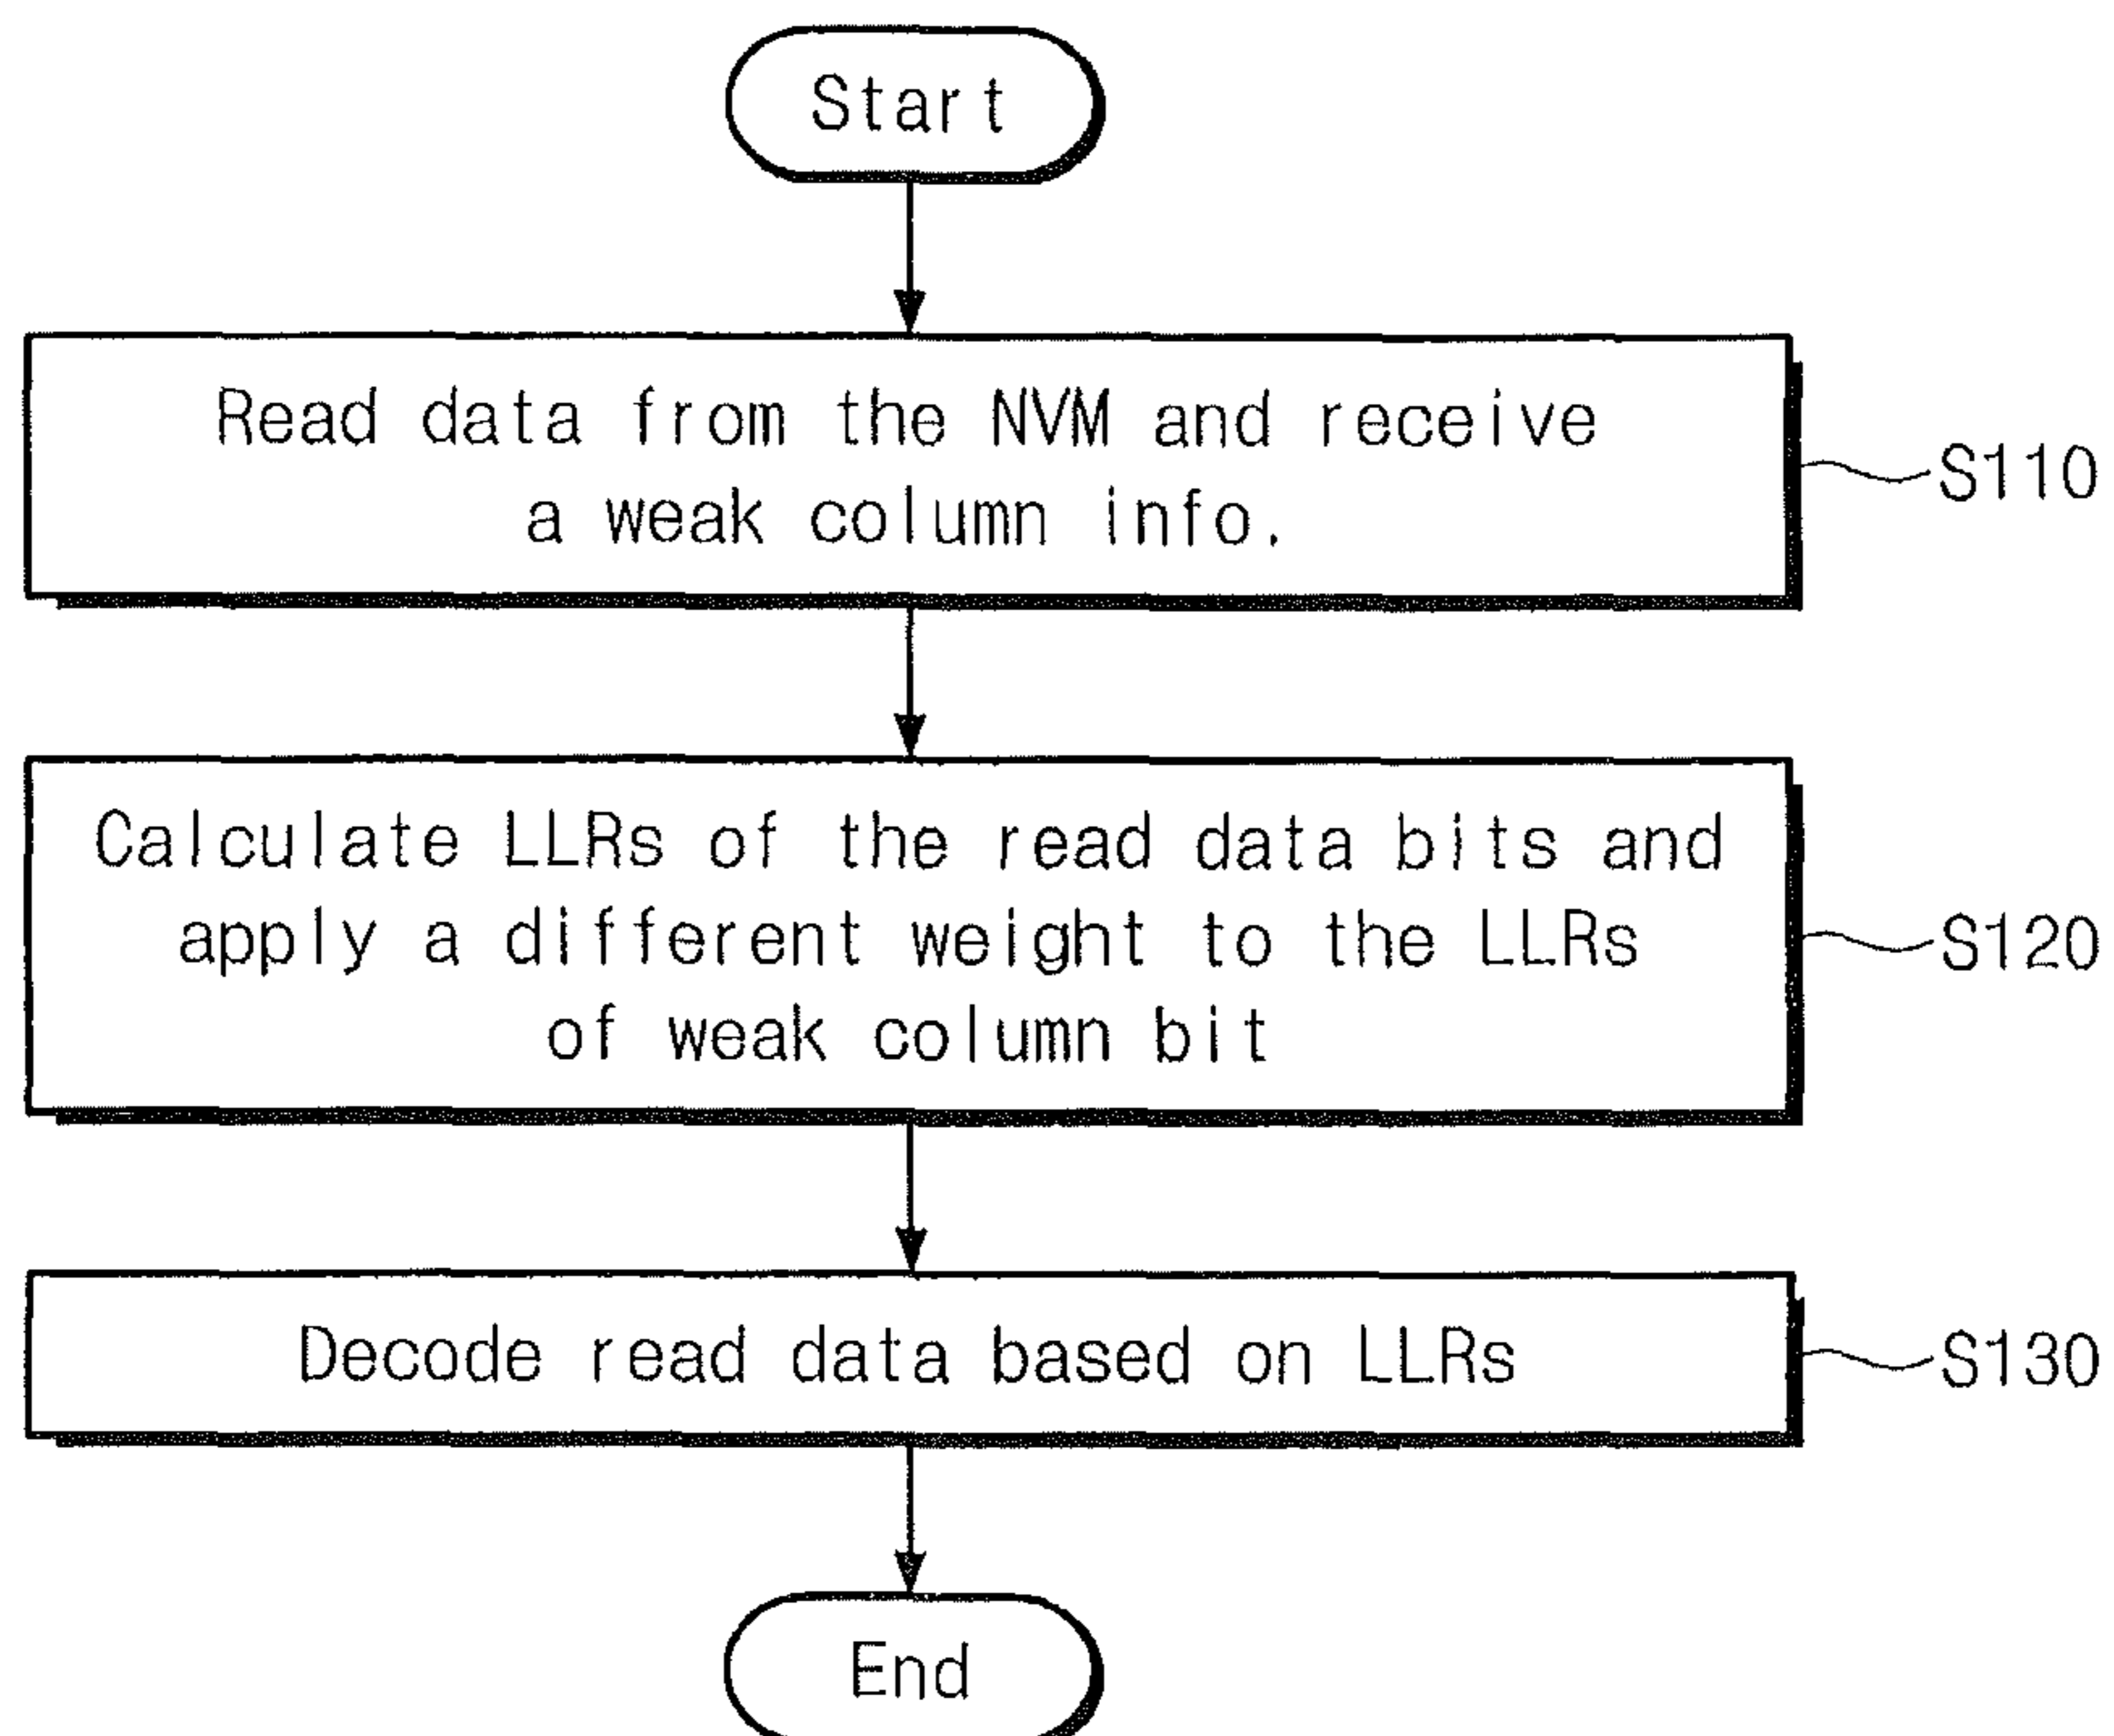 Start
Read data from the NVM and receive
a weak column info.
S110
Calculate LLRs of the read data bits and
apply a different weight to the LLRs
of weak column bit
S120
Decode read data based on LLRs
S130
End